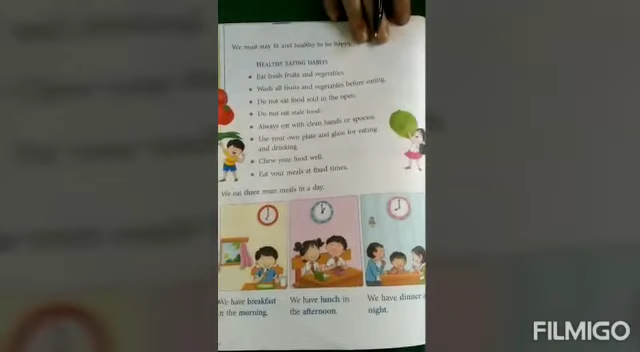 We must stay fit and healthy to be happy.
HEALTHY EATING HABITS
• Eat fresh fruits and vegetables.
• Wash all fruits and vegetables before eating.
• Do not eat food sold in the open.
• Do not eat stale food.
• Always eat with clean hands or spoons.
• Use your own plate and glass for eating
and drinking.
• Chew your food well.
• Eat your meals at fixed times.
We eat three main meals in a day.
We have breakfast
in the morning.
We have lunch in
the afternoon.
We have dinner
night.
FILMIGO